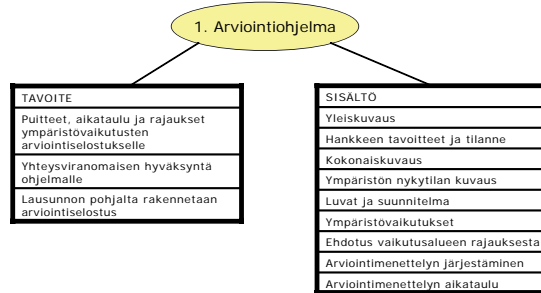 1. Arviointiohjelma
TAVOITE
Puitteet, aikataulu ja rajaukset
ympäristövaikutusten
arviointiselostukselle
Yhteysviranomaisen hyväksyntä
ohjelmalle
Lausunnon pohjalta rakennetaan
arviointiselostus
SISÄLTÖ
Yleiskuvaus
Hankkeen tavoitteet ja tilanne
Kokonaiskuvaus
Ympäristön nykytilan kuvaus
Luvat ja suunnitelma
Ympäristövaikutukset
Ehdotus vaikutusalueen rajauksesta
Arviointimenettelyn järjestäminen
Arviointimenettelyn aikataulu